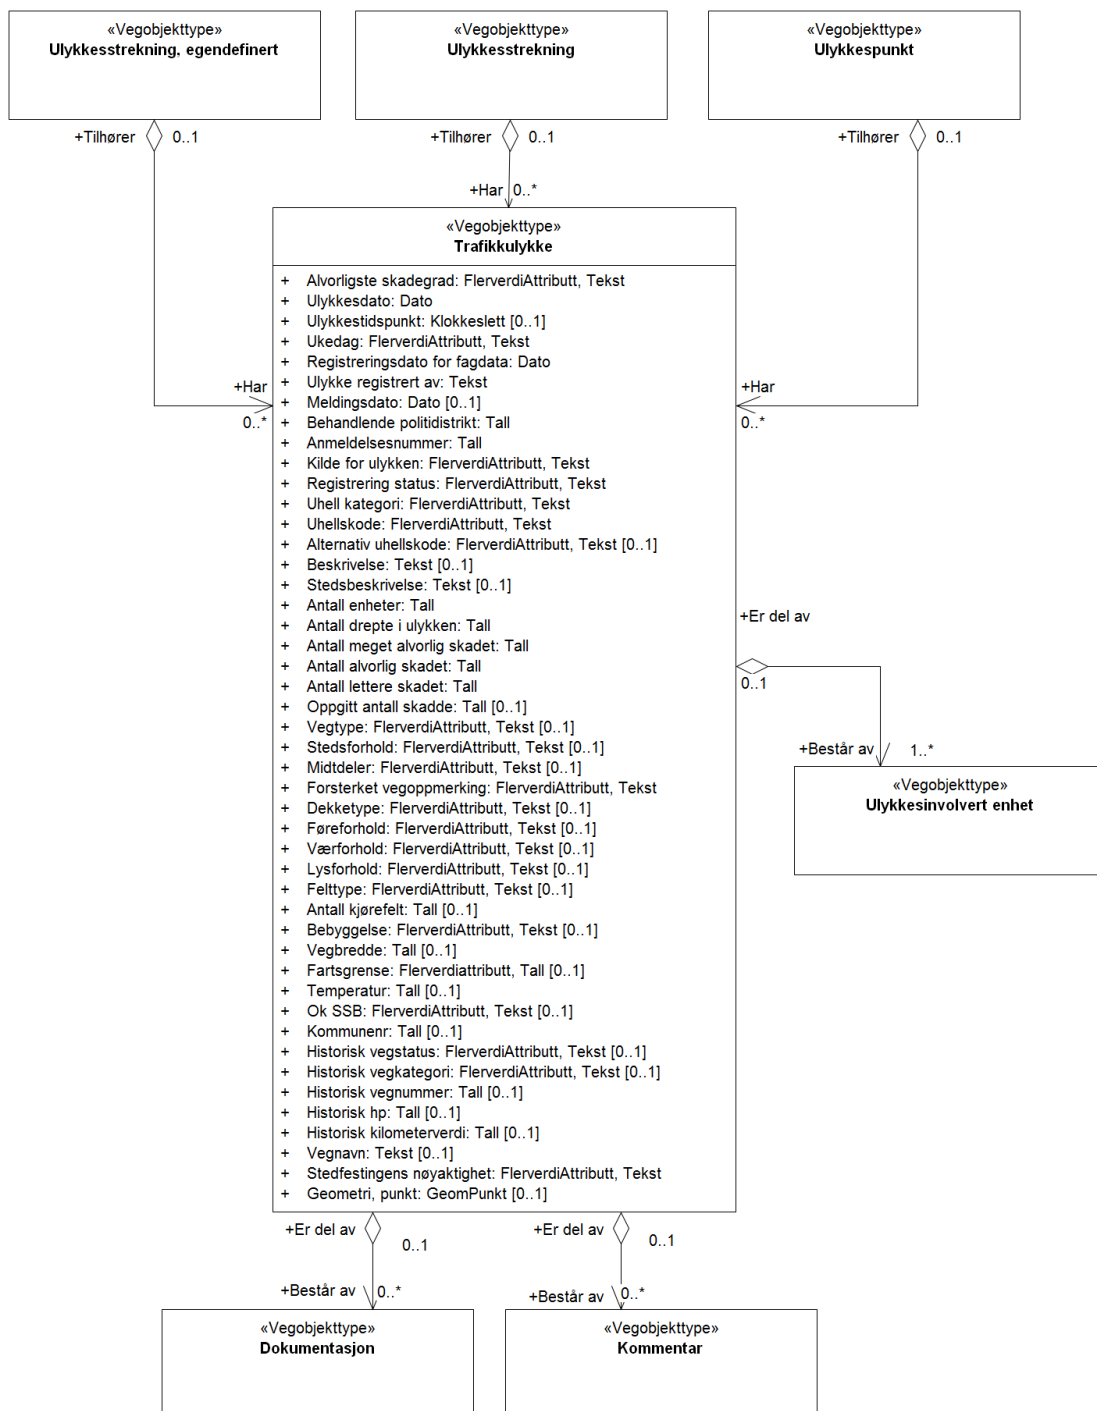 «Vegobjekttype»
Ulykkesstrekning, egendefinert
«Vegobjekttype»
Ulykkesstrekning
«Vegobjekttype»
Ulykkespunkt
+Tilhører 0..1
+Tilhører 0..1
+Tilhører 0..1
+Har 0..*
«Vegobjekttype»
Trafikkulykke
+ Alvorligste skadegrad: FlerverdiAttributt, Tekst
+ Ulykkesdato: Dato
+ Ulykkestidspunkt: Klokkeslett [0..1]
+ Ukedag: FlerverdiAttributt, Tekst
+ Registreringsdato for fagdata: Dato
+ Ulykke registrert av: Tekst
+ Meldingsdato: Dato [0..1]
+ Behandlende politidistrikt: Tall
+ Anmeldelsesnummer: Tall
+ Kilde for ulykken: FlerverdiAttributt, Tekst
+ Registrering status: FlerverdiAttributt, Tekst
+ Uhell kategori: FlerverdiAttributt, Tekst
+ Uhellskode: FlerverdiAttributt, Tekst
+ Alternativ uhellskode: FlerverdiAttributt, Tekst [0..1]
+ Beskrivelse: Tekst [0..1]
+ Stedsbeskrivelse: Tekst [0..1]
+ Antall enheter: Tall
+ Antall drepte i ulykken: Tall
+ Antall meget alvorlig skadet: Tall
+ Antall alvorlig skadet: Tall
+ Antall lettere skadet: Tall
+ Oppgitt antall skadde: Tall [0..1]
+ Vegtype: FlerverdiAttributt, Tekst [0..1]
+ Stedsforhold: FlerverdiAttributt, Tekst [0..1]
+ Midtdeler: FlerverdiAttributt, Tekst [0..1]
+ Forsterket vegoppmerking: FlerverdiAttributt, Tekst
+ Dekketype: FlerverdiAttributt, Tekst [0..1]
+ Føreforhold: FlerverdiAttributt, Tekst [0..1]
+ Værforhold: FlerverdiAttributt, Tekst [0..1]
+ Lysforhold: FlerverdiAttributt, Tekst [0..1]
+ Felttype: FlerverdiAttributt, Tekst [0..1]
+ Antall kjørefelt: Tall [0..1]
+ Bebyggelse: FlerverdiAttributt, Tekst [0..1]
+ Vegbredde: Tall [0..1]
+ Fartsgrense: Flerverdiattributt, Tall [0..1]
+ Temperatur: Tall [0..1]
+ Ok SSB: FlerverdiAttributt, Tekst [0..1]
+ Kommunenr: Tall [0..1]
+ Historisk vegstatus: FlerverdiAttributt, Tekst [0..1]
+ Historisk vegkategori: FlerverdiAttributt, Tekst [0..1]
+ Historisk vegnummer: Tall [0..1]
+ Historisk hp: Tall [0..1]
+ Historisk kilometerverdi: Tall [0..1]
+ Vegnavn: Tekst [0..1]
+ Stedfestingens nøyaktighet: FlerverdiAttributt, Tekst
+ Geometri, punkt: GeomPunkt [0..1]
+Har
0..*
+Har
0..*
+Er del av
0..1
+Består av 1..*
«Vegobjekttype»
Ulykkesinvolvert enhet
+Er del av
0..1
+Består av 0..*
+Er del av
0..1
+Består av 0..*
«Vegobjekttype»
Dokumentasjon
«Vegobjekttype»
Kommentar